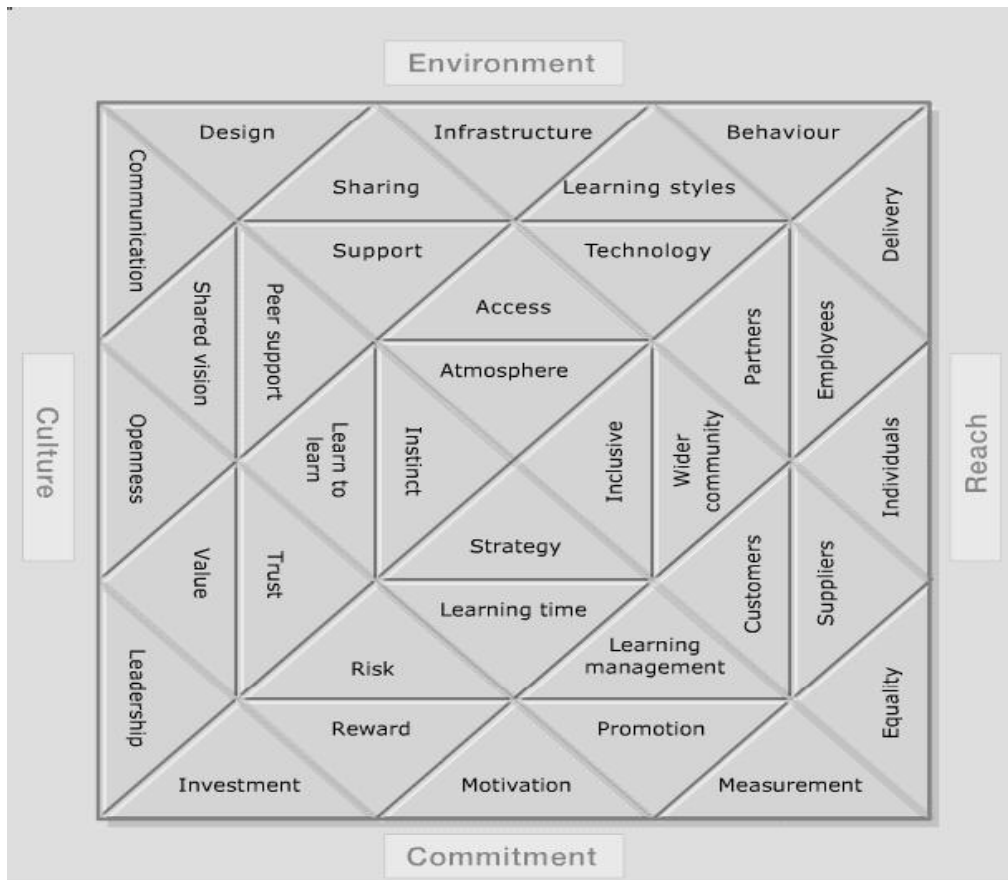 Environment
Design
Infrastructure
Behaviour
Communication
Sharing
Learning styles
Delivery
Support
Technology
Shared vision
Peer support
Access
Partners
Employees
Atmosphere
Culture
Openness
Learn to
learn
Instinct
Inclusive
Wider
community
Individuals
Reach
Strategy
Value
Trust
Customers
Suppliers
Learning time
Leadership
Risk
Learning
management
Equality
Reward
Promotion
Investment
Motivation
Measurement
Commitment